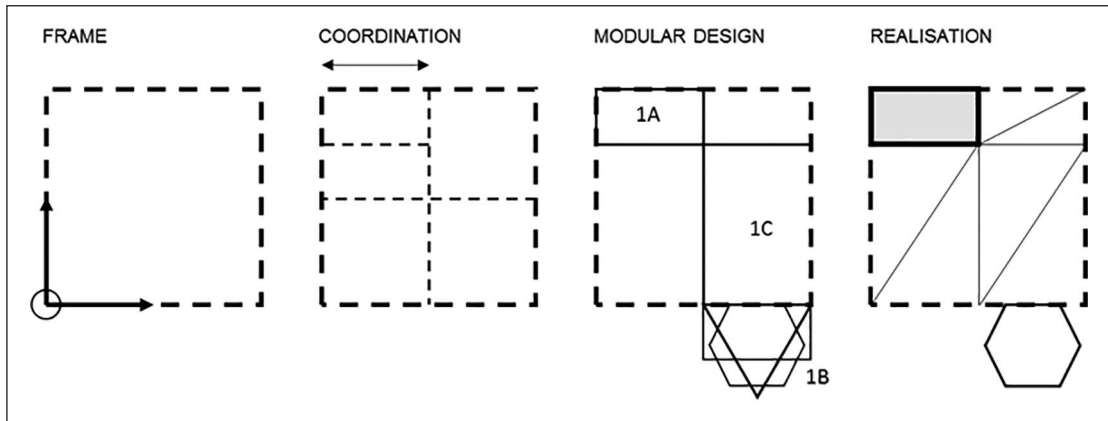 FRAME
COORDINATION
MODULAR DESIGN
REALISATION
1A
1C
1B